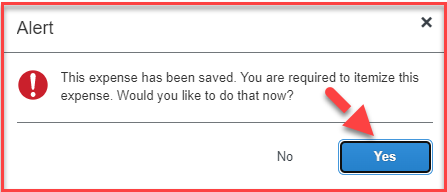 Alert
This expense has been saved. You are required to itemize this
expense. Would you like to do that now?
No Yes